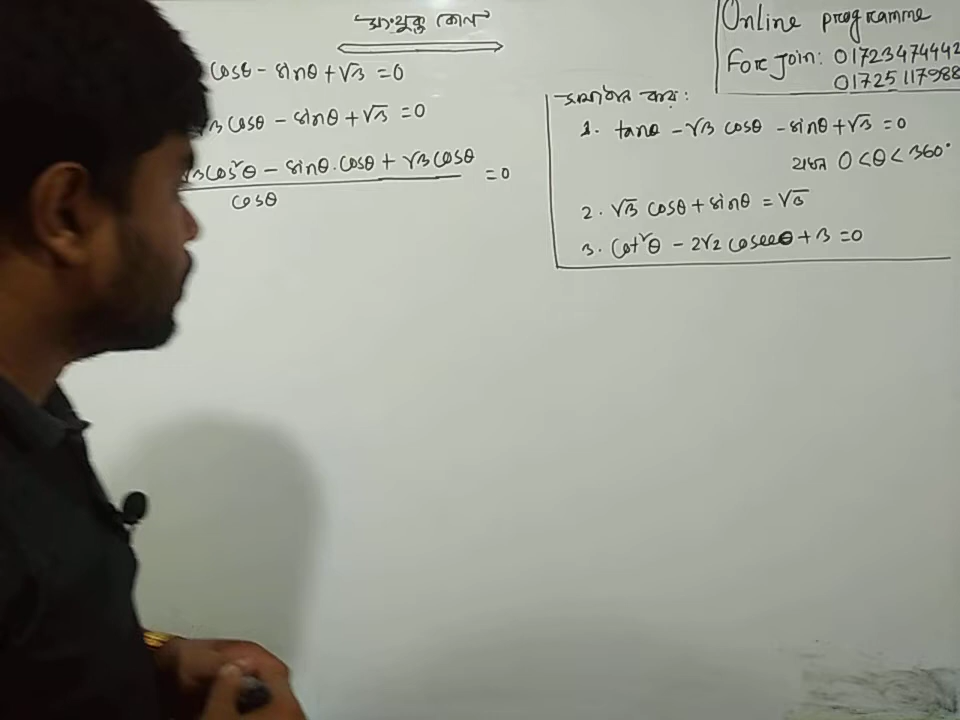 সংযুক্ত কোণ
cosθ - sinθ + √3 = 0
√3 cosθ - sinθ + √3 = 0
√3cos²θ - sinθ.cosθ + √3cosθ
cosθ
= 0
Online programme
For Join: 01723474442
01725117988
সমাধান কর:
1. tanθ - √3 cosθ - sinθ + √3 = 0
যখন 0 < θ < 360°
2. √3 cosθ + sinθ = √3
3. Cot²θ - 2√2 cosecθ + 3 = 0